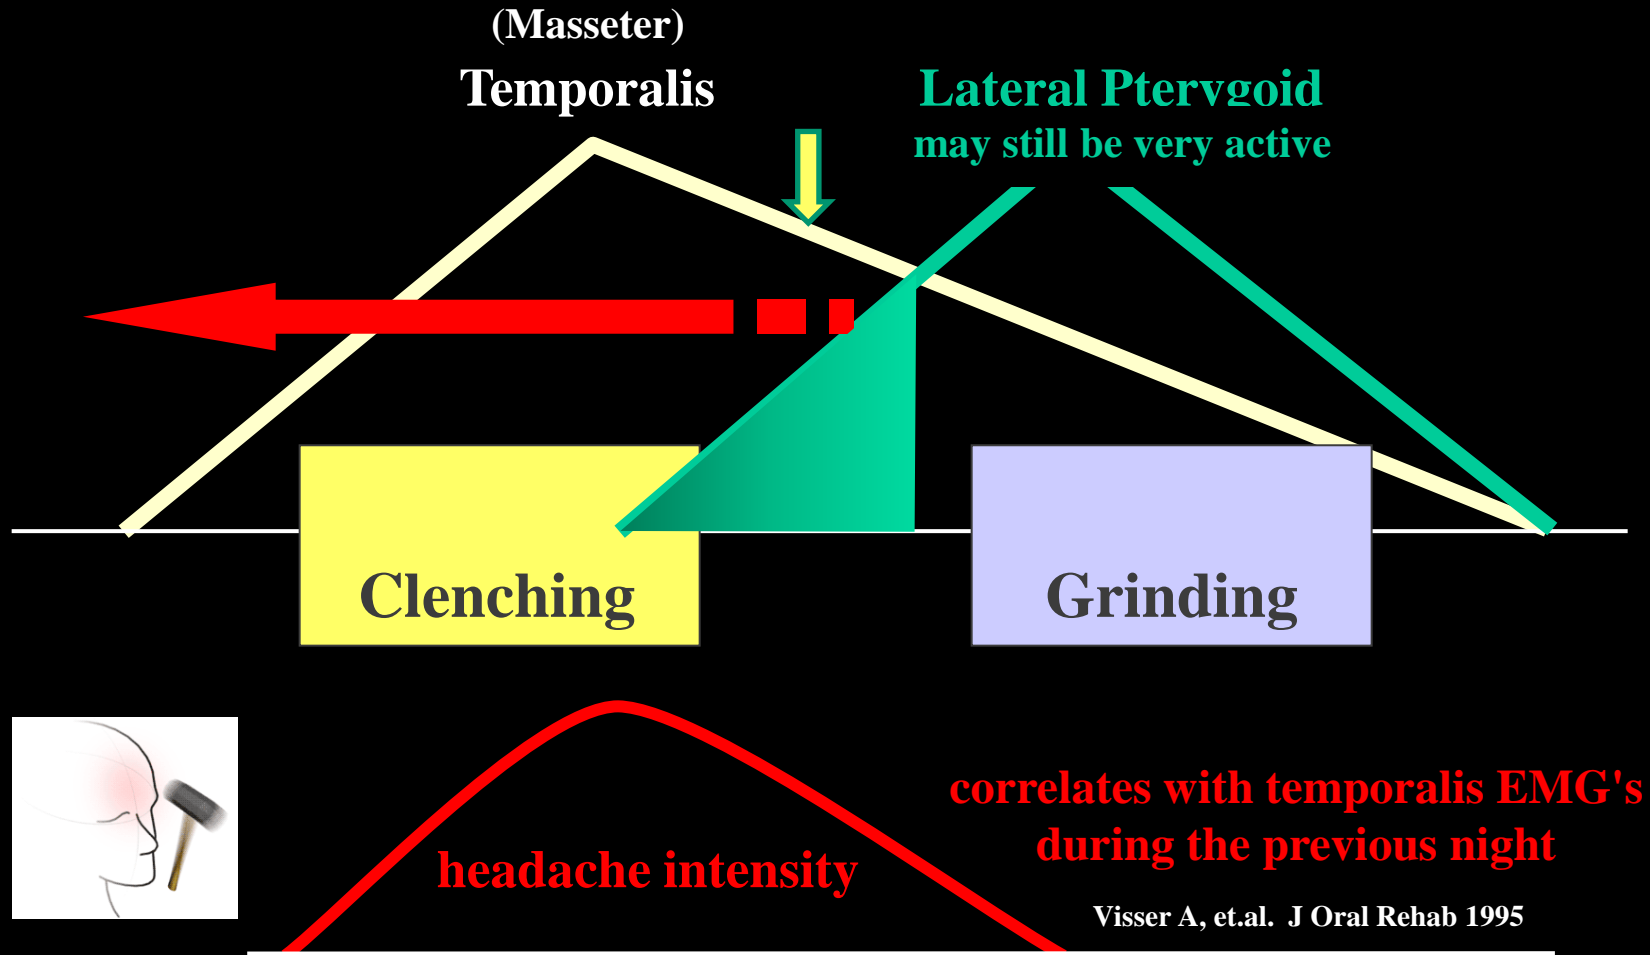 (Masseter)
Temporalis
Lateral Pterygoid
may still be very active
Clenching
Grinding
headache intensity
correlates with temporalis EMG's
during the previous night
Visser A, et.al. J Oral Rehab 1995